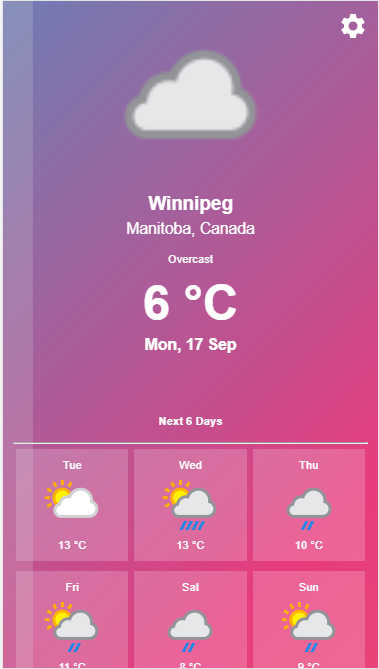 Winnipeg
Manitoba, Canada
Overcast
6 °C
Mon, 17 Sep
Next 6 Days
Tue Wed Thu
13 °C 13 °C 10 °C
Fri Sat Sun
11 °C 8 °C 9 °C